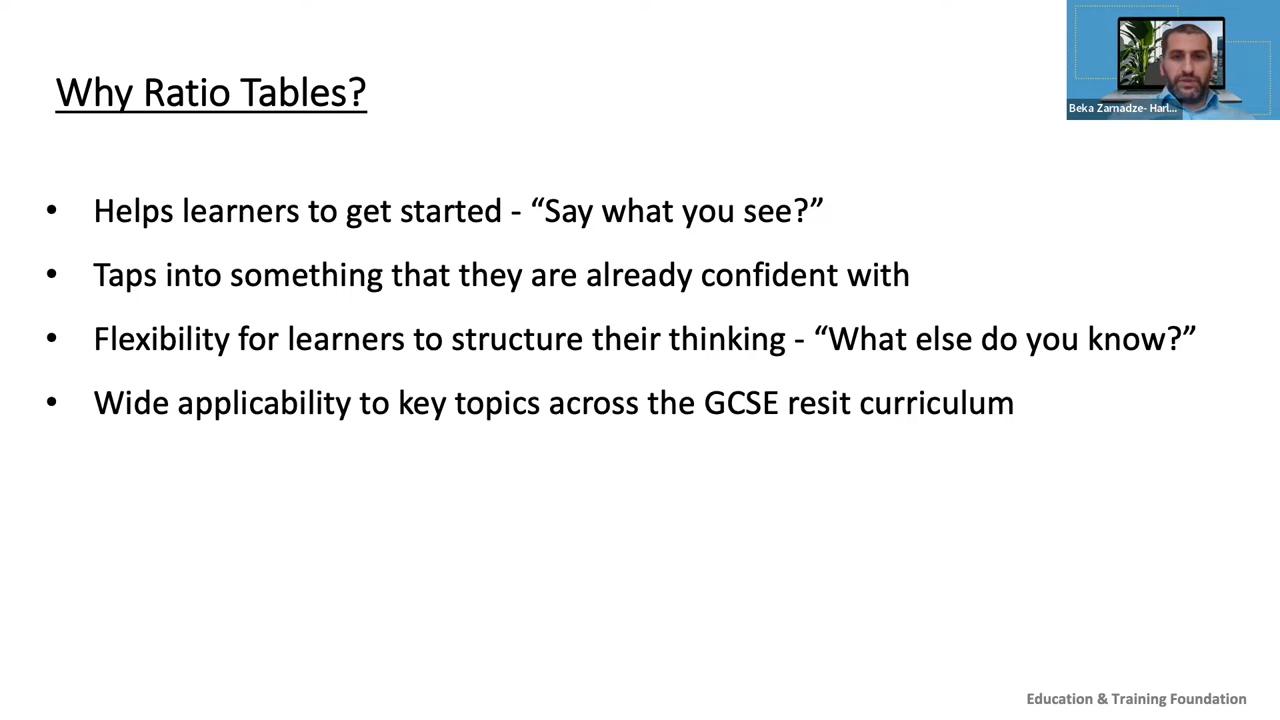 Why Ratio Tables?
Beka Zarnadze- Harl...
• Helps learners to get started - “Say what you see?”
• Taps into something that they are already confident with
• Flexibility for learners to structure their thinking - “What else do you know?”
• Wide applicability to key topics across the GCSE resit curriculum
Education & Training Foundation